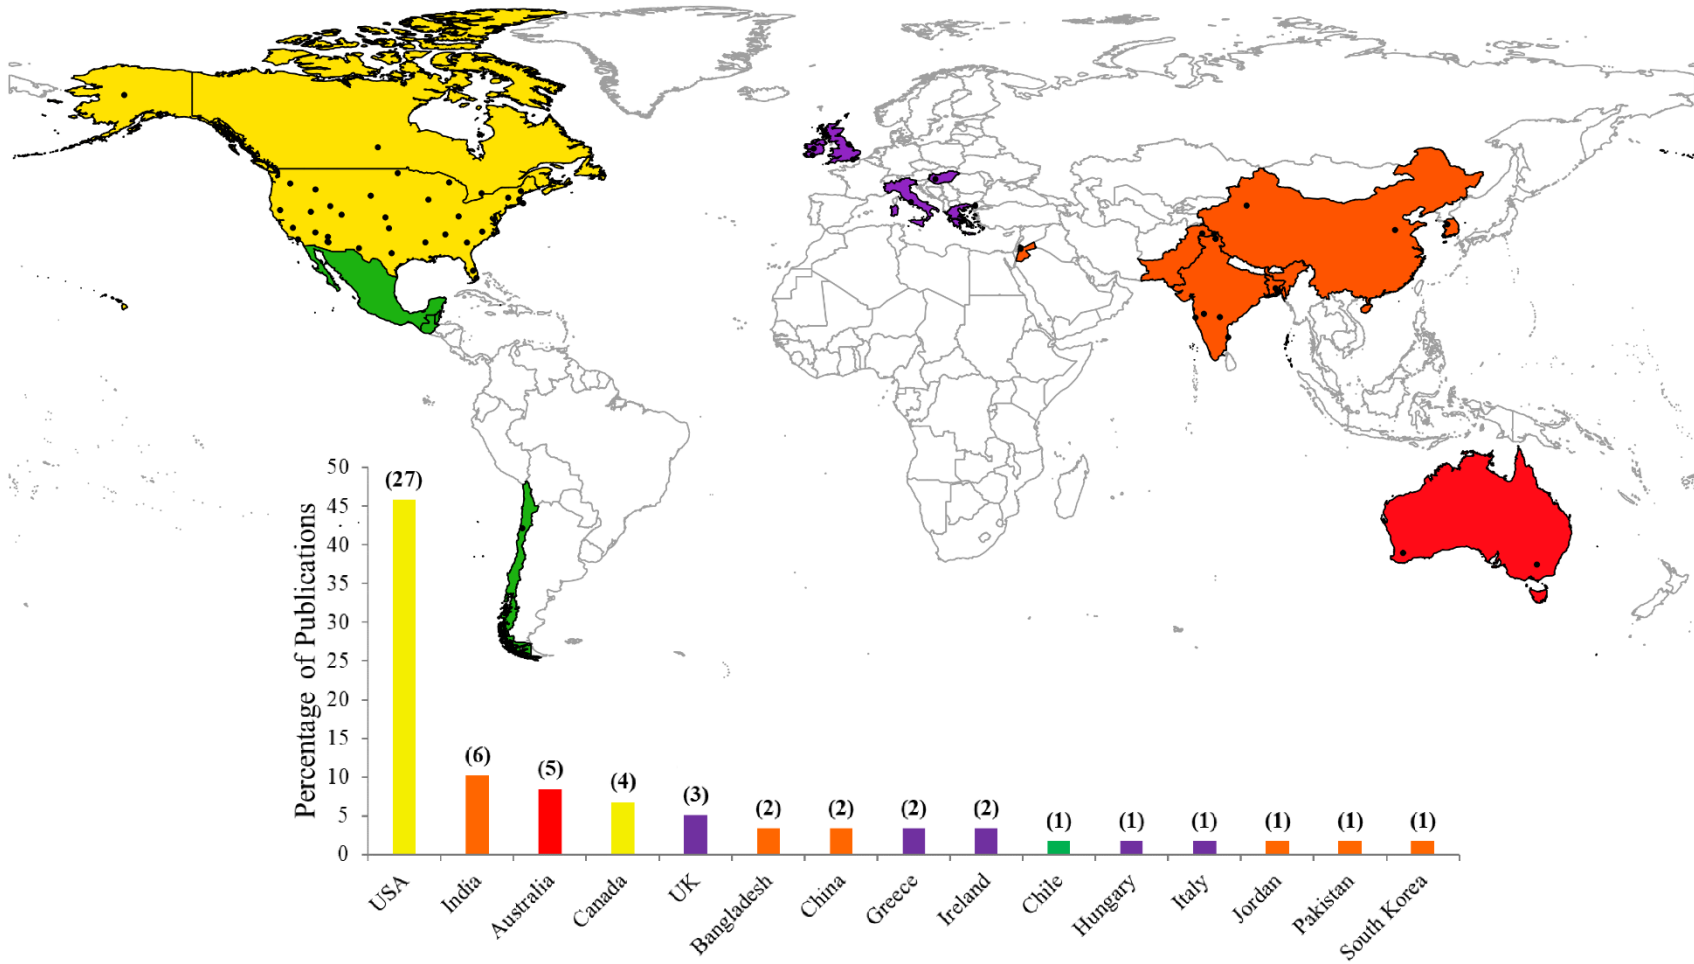 Percentage of Publications
50
45
40
35
30
25
20
15
10
5
0
(27)
(6)
(5)
(4)
(3)
(2)
(2)
(2)
(2)
(1)
(1)
(1)
(1)
(1)
(1)
USA
India
Australia
Canada
UK
Bangladesh
China
Greece
Ireland
Chile
Hungary
Italy
Jordan
Pakistan
South Korea